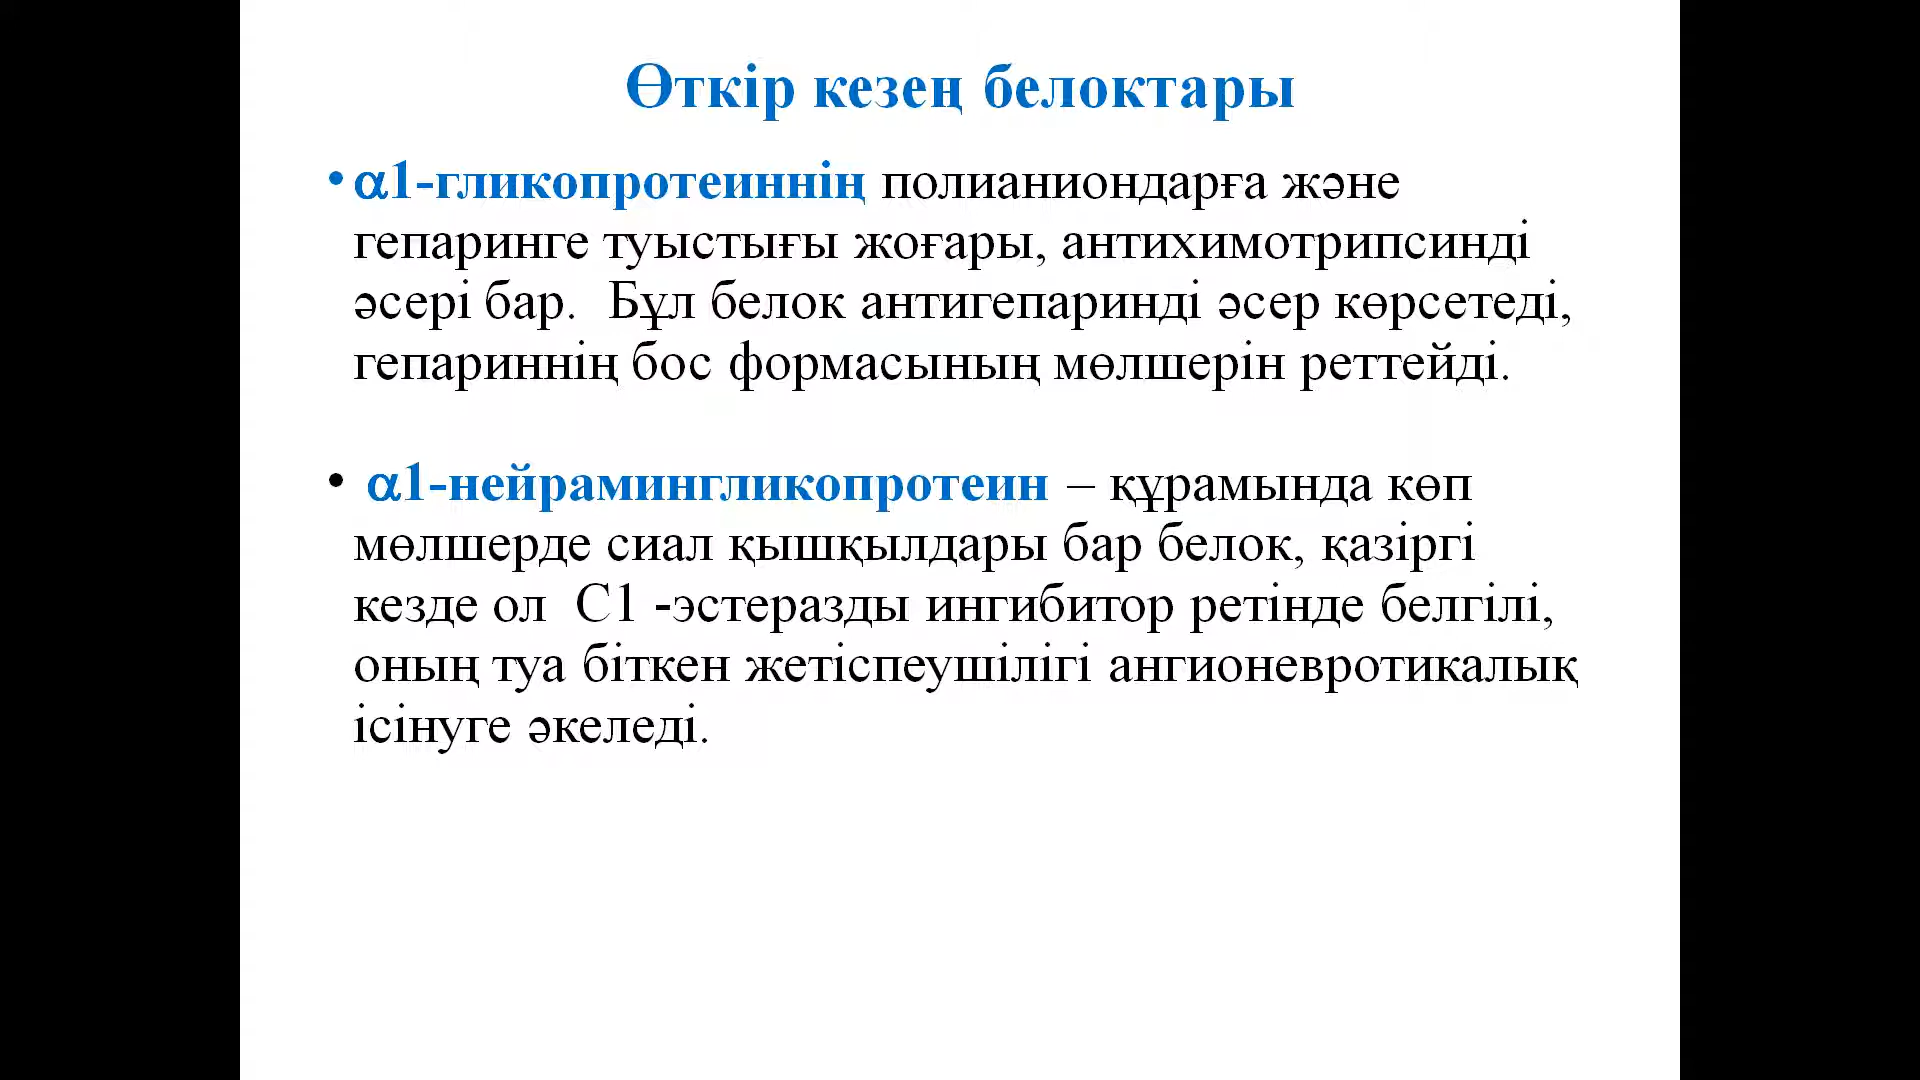 Өткір кезең белоктары
• α1-гликопротеиннің полианиондарға және
гепаринге туыстығы жоғары, антихимотрипсинді
әсері бар.  Бұл белок антигепаринді әсер көрсетеді,
гепариннің бос формасының мөлшерін реттейді.
• α1-нейрамингликопротеин – құрамында көп
мөлшерде сиал қышқылдары бар белок, қазіргі
кезде ол  С1 -эстеразды ингибитор ретінде белгілі,
оның туа біткен жетіспеушілігі ангионевротикалық
ісінуге әкеледі.